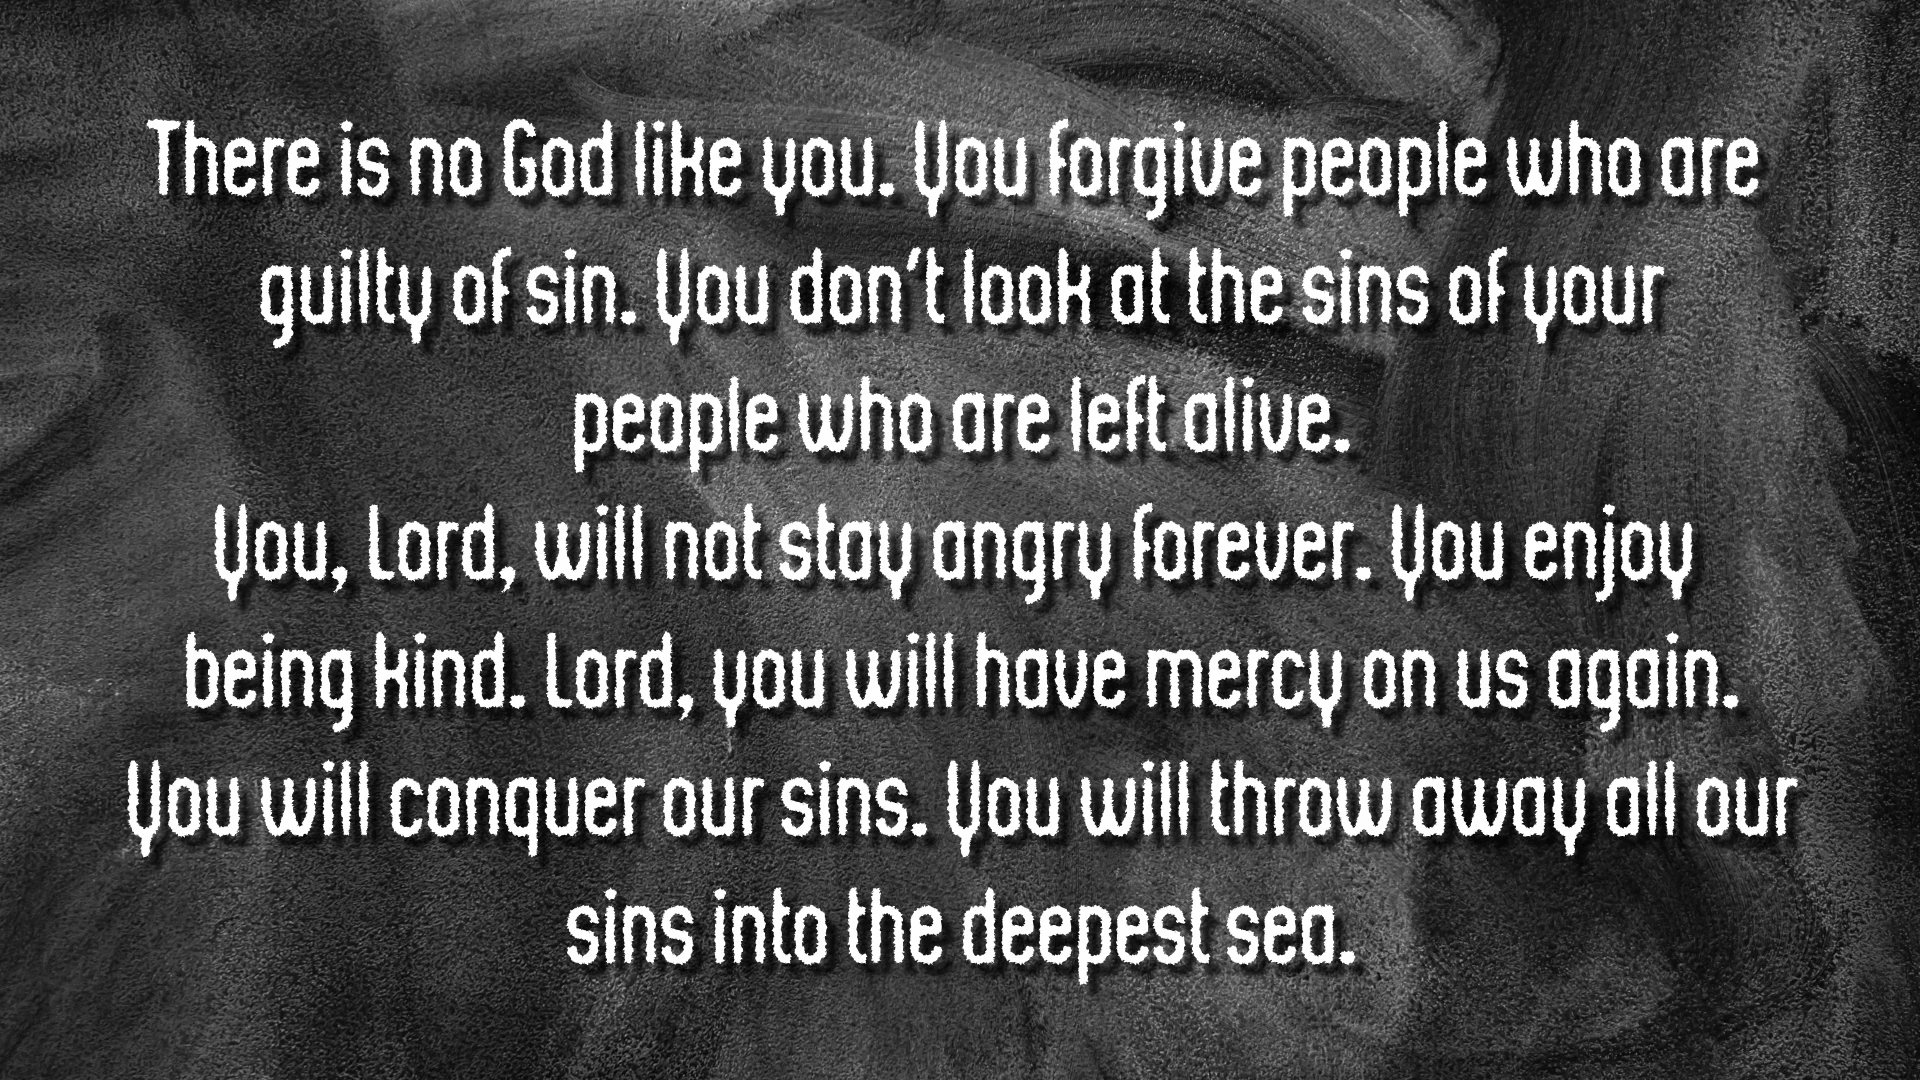 There is no God like you. You forgive people who are
guilty of sin. You don't look at the sins of your
people who are left alive.
You, Lord, will not stay angry forever. You enjoy
being kind. Lord, you will have mercy on us again.
You will conquer our sins. You will throw away all our
sins into the deepest sea.